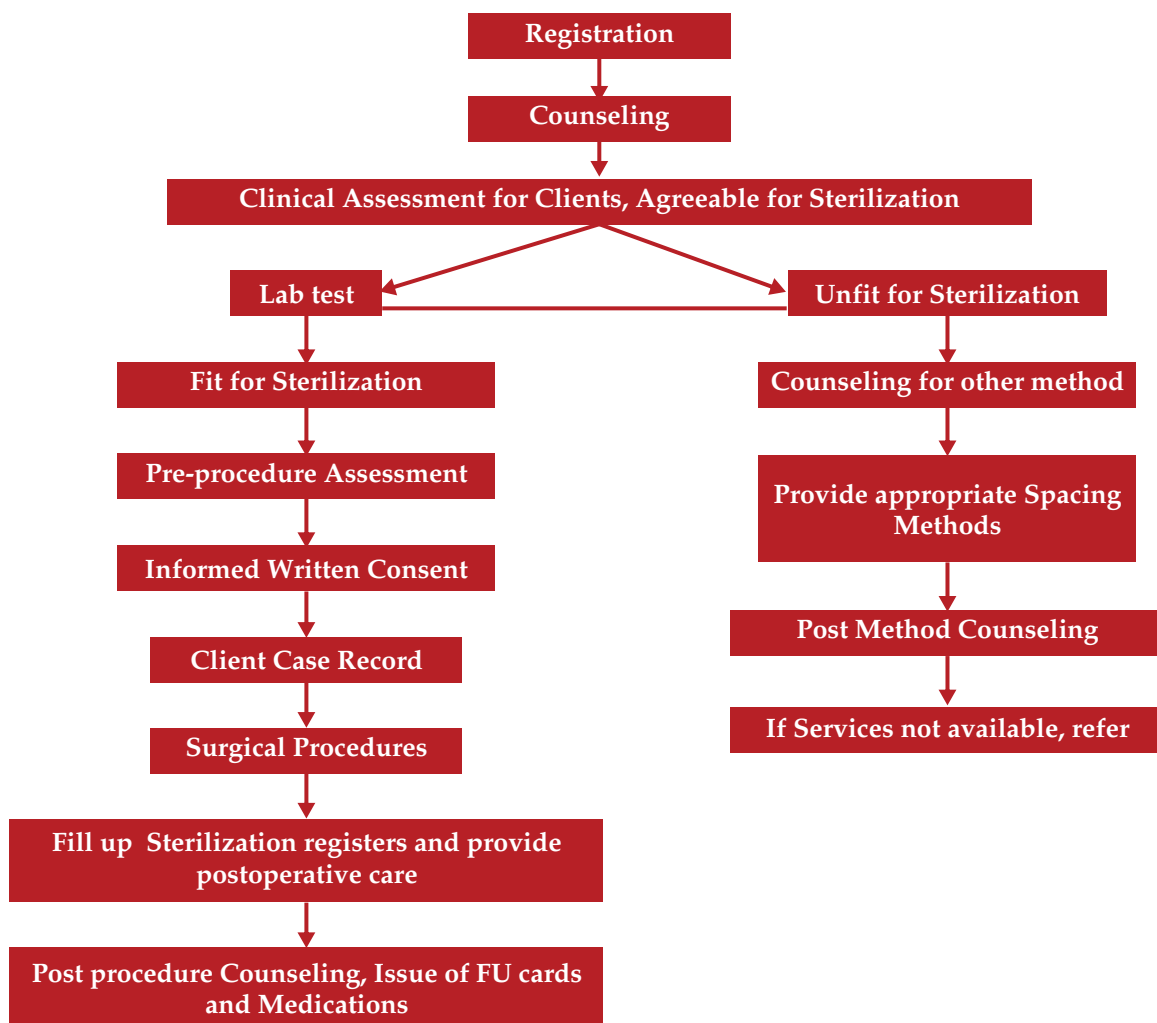 Registration
Counseling
Clinical Assessment for Clients, Agreeable for Sterilization
Lab test
Unfit for Sterilization
Fit for Sterilization
Counseling for other method
Pre-procedure Assessment
Provide appropriate Spacing
Methods
Informed Written Consent
Post Method Counseling
Client Case Record
If Services not available, refer
Surgical Procedures
Fill up Sterilization registers and provide
postoperative care
Post procedure Counseling, Issue of FU cards
and Medications